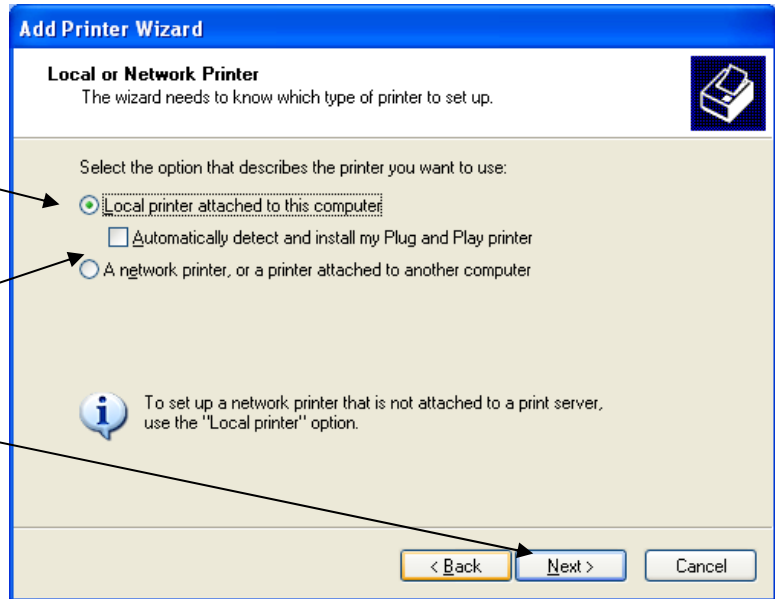 Add Printer Wizard
Local or Network Printer
The wizard needs to know which type of printer to set up.
Select the option that describes the printer you want to use:
Local printer attached to this computer
Automatically detect and install my Plug and Play printer
A network printer, or a printer attached to another computer
To set up a network printer that is not attached to a print server,
use the "Local printer" option.
< Back Next > Cancel